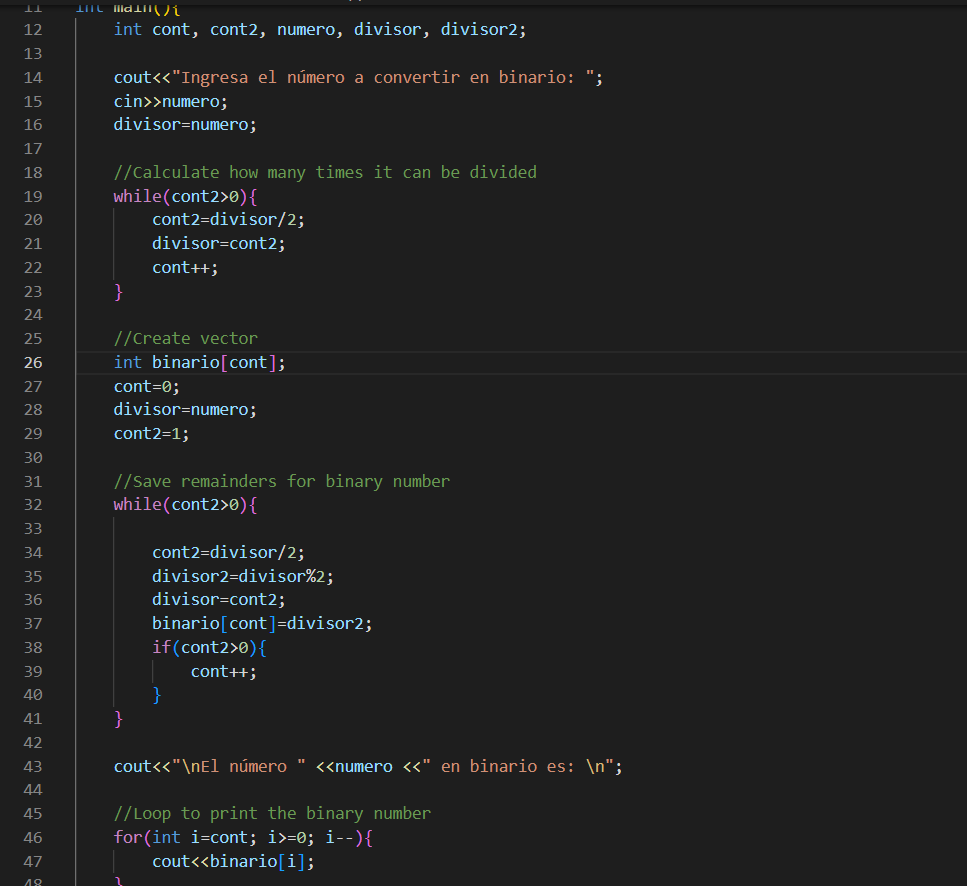 11 int main(){
12 int cont, cont2, numero, divisor, divisor2;
13
14 cout<<"Ingresa el número a convertir en binario: ";
15 cin>>numero;
16 divisor=numero;
17
18 //Calculate how many times it can be divided
19 while(cont2>0){
20 cont2=divisor/2;
21 divisor=cont2;
22 cont++;
23 }
24
25 //Create vector
26 int binario[cont];
27 cont=0;
28 divisor=numero;
29 cont2=1;
30
31 //Save remainders for binary number
32 while(cont2>0){
33
34 cont2=divisor/2;
35 divisor2=divisor%2;
36 divisor=cont2;
37 binario[cont]=divisor2;
38 if(cont2>0){
39 cont++;
40 }
41 }
42
43 cout<<"\nEl número " <<numero <<" en binario es: \n";
44
45 //Loop to print the binary number
46 for(int i=cont; i>=0; i--){
47 cout<<binario[i];
48 }